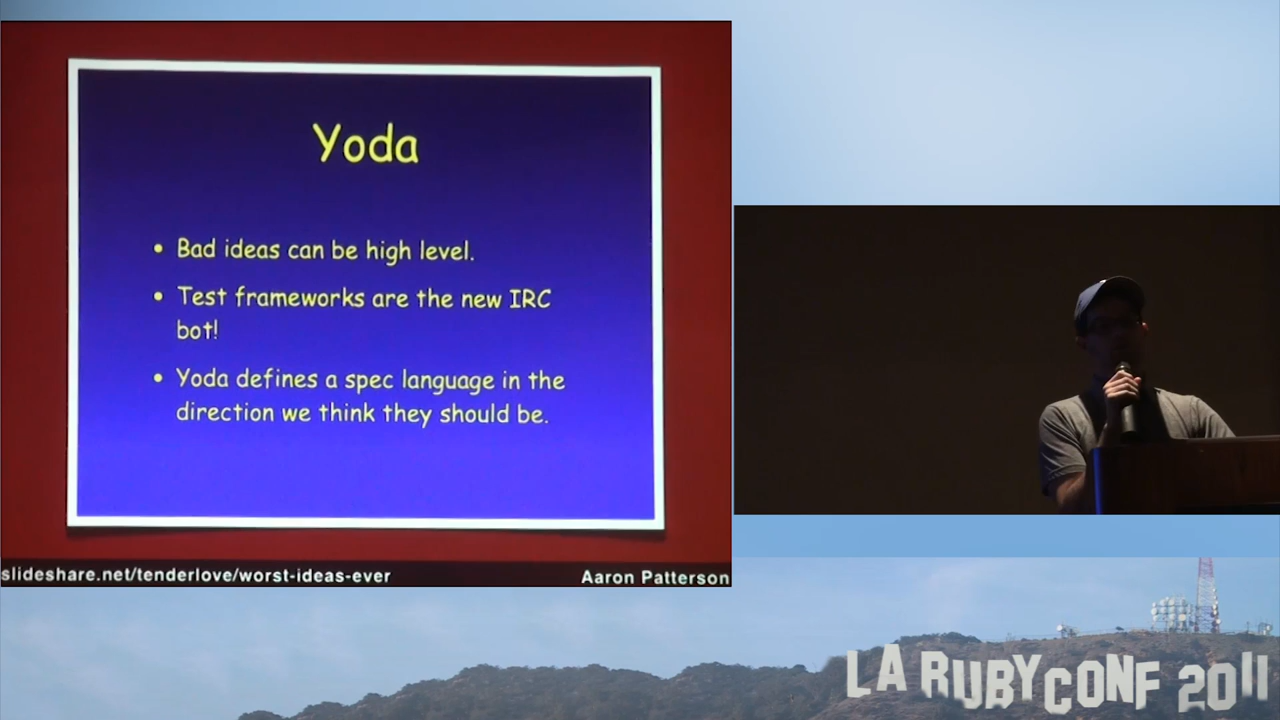 Yoda
• Bad ideas can be high level.
• Test frameworks are the new IRC
bot!
• Yoda defines a spec language in the
direction we think they should be.
slideshare.net/tenderlove/worst-ideas-ever
Aaron Patterson
LA RUBYCONF 2011